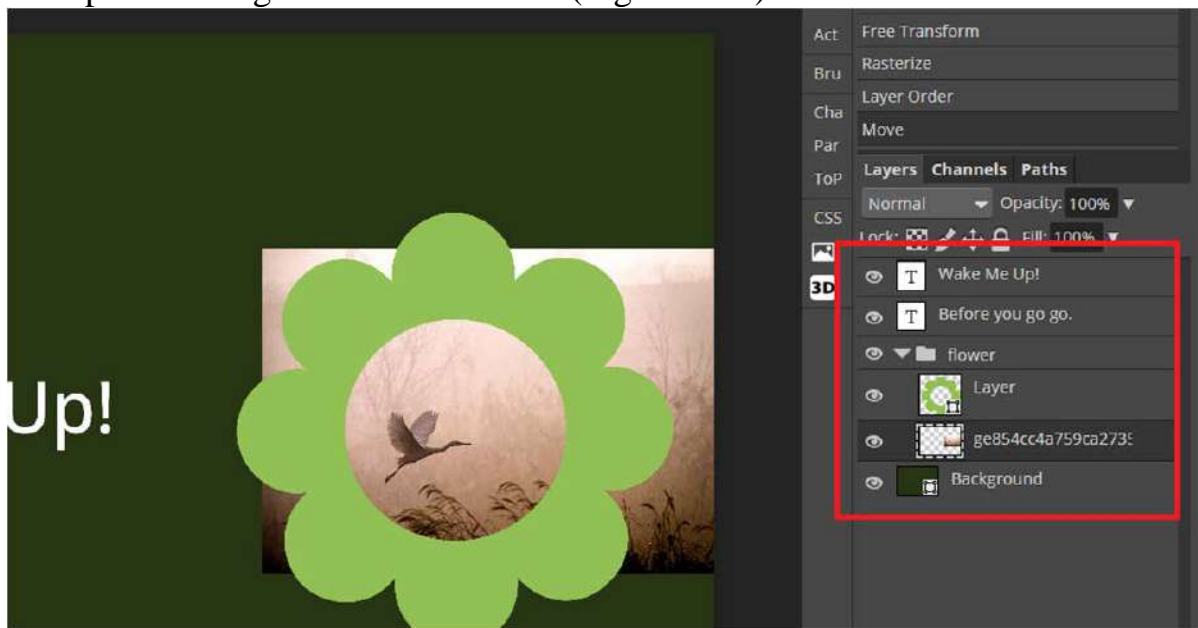 Up!
Act
Bru
Cha
Par
ToP
CSS
3D
Free Transform
Rasterize
Layer Order
Move
Layers Channels Paths
Normal Opacity: 100%
Lock: Fill: 100%
T Wake Me Up!
T Before you go go.
flower
Layer
Background